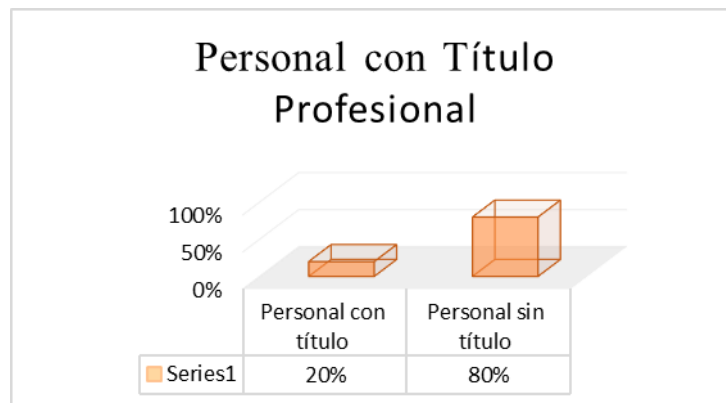 Personal con Título
Profesional
100%
50%
0%
Personal con título
Personal sin título
Series1 20% 80%